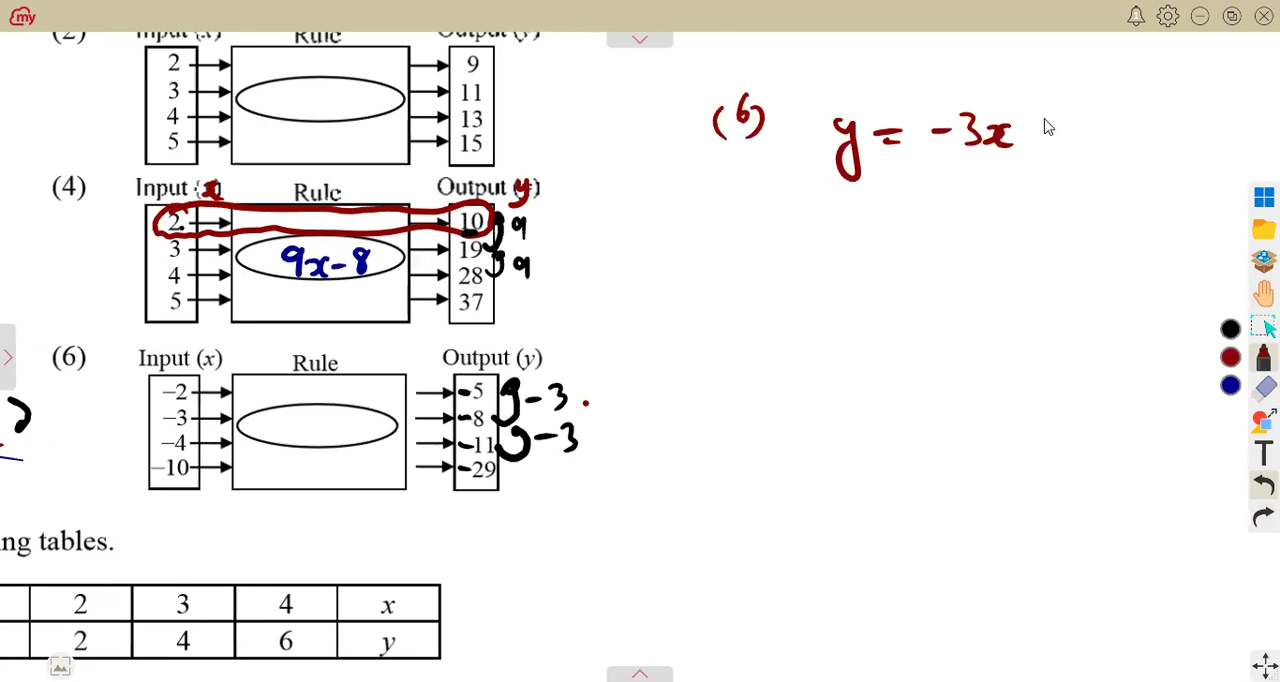 my
(2) Input (x) Rule Output (y)
2 9
3 11
4 13
5 15
(4) Input (x) x Rule Output (y) y
2 10 9
3 9x-8 19 9
4 28
5 37
(6) Input (x) Rule Output (y)
-2 -5 -3
-3 -8
-4 -11 -3
-10 -29
ng tables.
2 3 4 x
2 4 6 y
(6) y = -3x
T